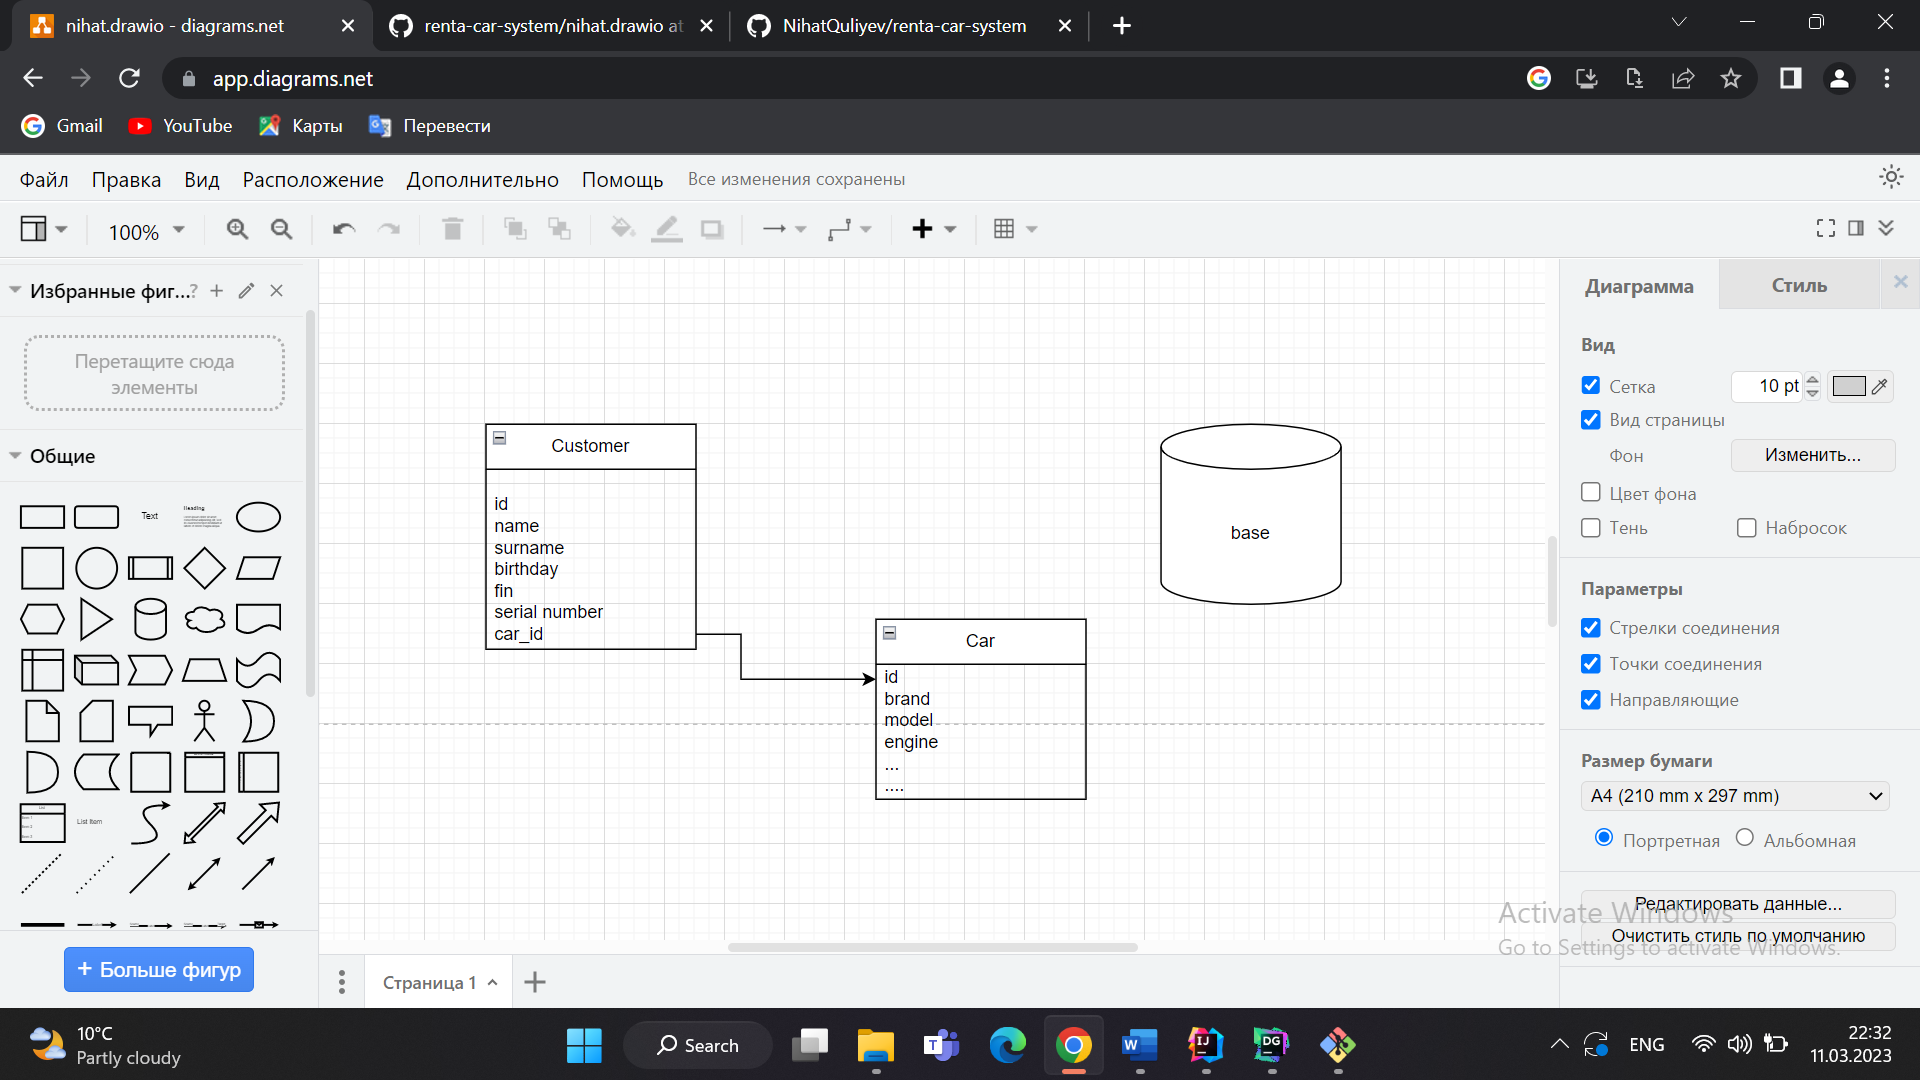 nihat.drawio - diagrams.net
renta-car-system/nihat.drawio at
NihatQuliyev/renta-car-system
app.diagrams.net
Gmail
YouTube
Карты
Перевести
Файл
Правка
Вид
Расположение
Дополнительно
Помощь
Все изменения сохранены
100%
Избранные фиг...?
Перетащите сюда
элементы
Общие
Text
Heading
List Item
+ Больше фигур
Customer
id
name
surname
birthday
fin
serial number
car_id
Car
id
brand
model
engine
...
....
base
Страница 1
Диаграмма
Стиль
Вид
Сетка
10 pt
Вид страницы
Фон
Изменить...
Цвет фона
Тень
Набросок
Параметры
Стрелки соединения
Точки соединения
Направляющие
Размер бумаги
A4 (210 mm x 297 mm)
Портретная
Альбомная
Редактировать данные...
Очистить стиль по умолчанию
Activate Windows
Go to Settings to activate Windows.
10°C
Partly cloudy
Search
ENG
22:32
11.03.2023